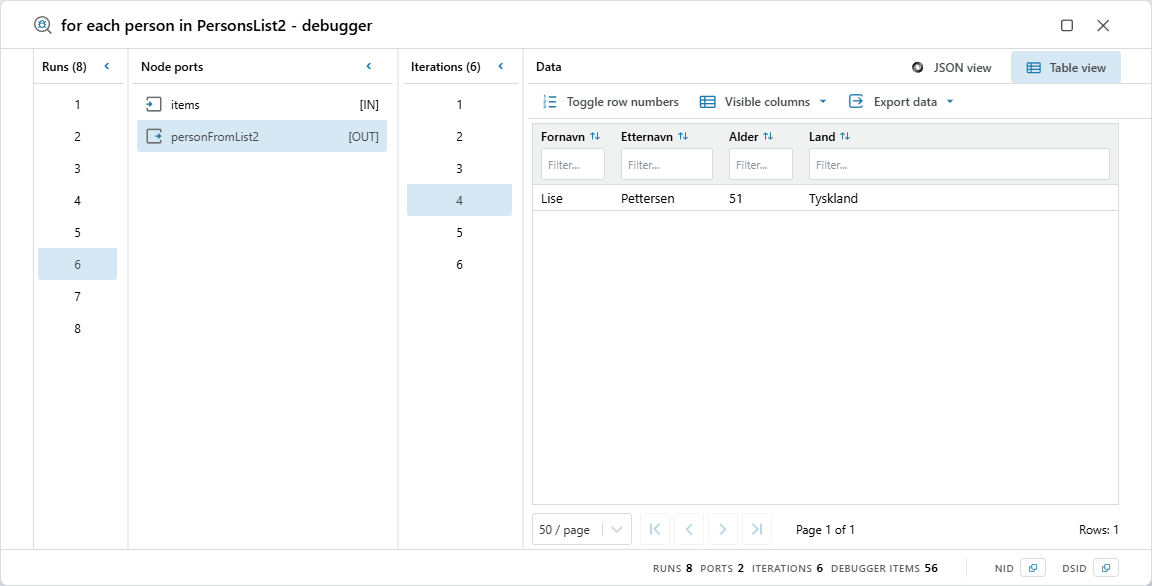 for each person in PersonsList2 - debugger
Runs (8)
1
2
3
4
5
6
7
8
Node ports
items [IN]
personFromList2 [OUT]
Iterations (6)
1
2
3
4
5
6
Data JSON view Table view
Toggle row numbers Visible columns Export data
Fornavn Etternavn Alder Land
Filter... Filter... Filter... Filter...
Lise Pettersen 51 Tyskland
50 / page Page 1 of 1 Rows: 1
RUNS 8 PORTS 2 ITERATIONS 6 DEBUGGER ITEMS 56 NID DSID